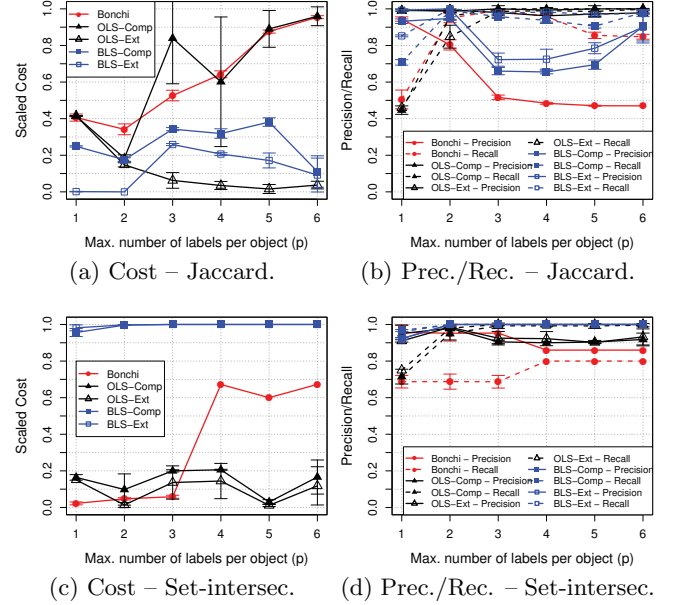 Scaled Cost
0.0 0.2 0.4 0.6 0.8 1.0
Bonchi
OLS−Comp
OLS−Ext
BLS−Comp
BLS−Ext
1 2 3 4 5 6
Max. number of labels per object (p)
(a) Cost – Jaccard.
Precision/Recall
0.0 0.2 0.4 0.6 0.8 1.0
Bonchi − Precision
Bonchi − Recall
OLS−Comp − Precision
OLS−Comp − Recall
OLS−Ext − Precision
OLS−Ext − Recall
BLS−Comp − Precision
BLS−Comp − Recall
BLS−Ext − Precision
BLS−Ext − Recall
1 2 3 4 5 6
Max. number of labels per object (p)
(b) Prec./Rec. – Jaccard.
Scaled Cost
0.0 0.2 0.4 0.6 0.8 1.0
Bonchi
OLS−Comp
OLS−Ext
BLS−Comp
BLS−Ext
1 2 3 4 5 6
Max. number of labels per object (p)
(c) Cost – Set-intersec.
Precision/Recall
0.0 0.2 0.4 0.6 0.8 1.0
Bonchi − Precision
Bonchi − Recall
OLS−Comp − Precision
OLS−Comp − Recall
OLS−Ext − Precision
OLS−Ext − Recall
BLS−Comp − Precision
BLS−Comp − Recall
BLS−Ext − Precision
BLS−Ext − Recall
1 2 3 4 5 6
Max. number of labels per object (p)
(d) Prec./Rec. – Set-intersec.